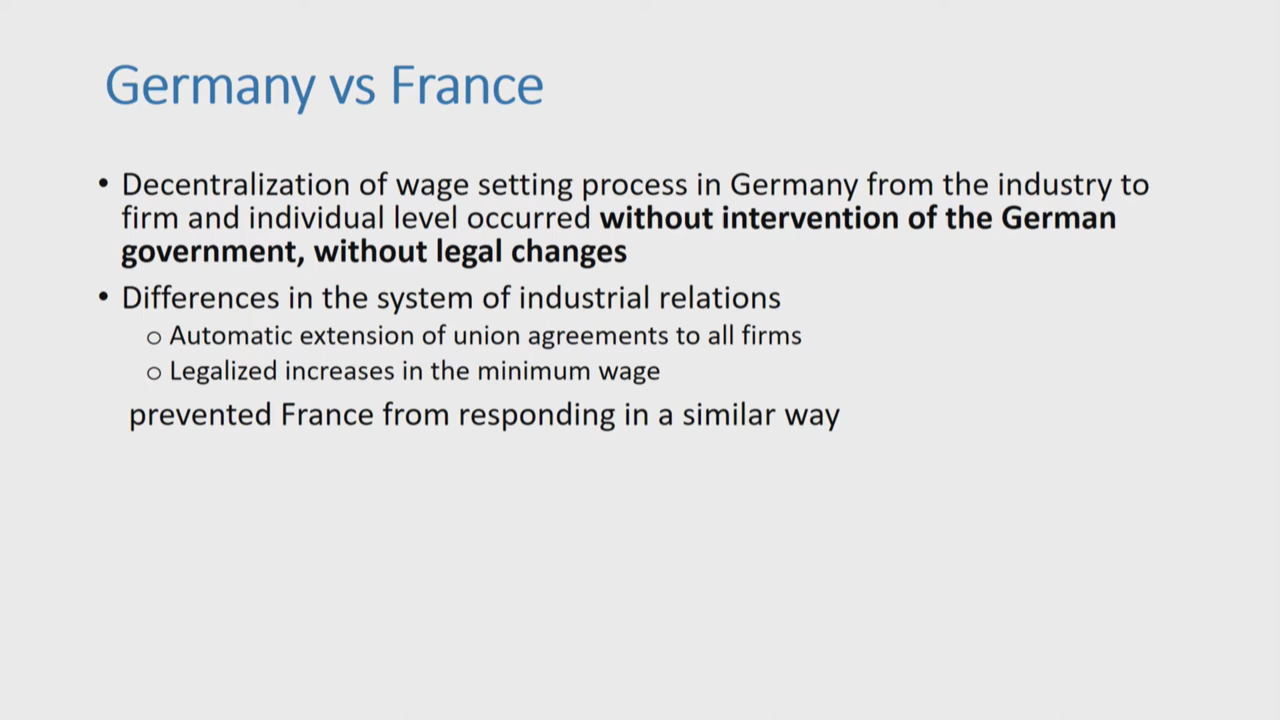 Germany vs France
• Decentralization of wage setting process in Germany from the industry to
firm and individual level occurred without intervention of the German
government, without legal changes
• Differences in the system of industrial relations
o Automatic extension of union agreements to all firms
o Legalized increases in the minimum wage
prevented France from responding in a similar way